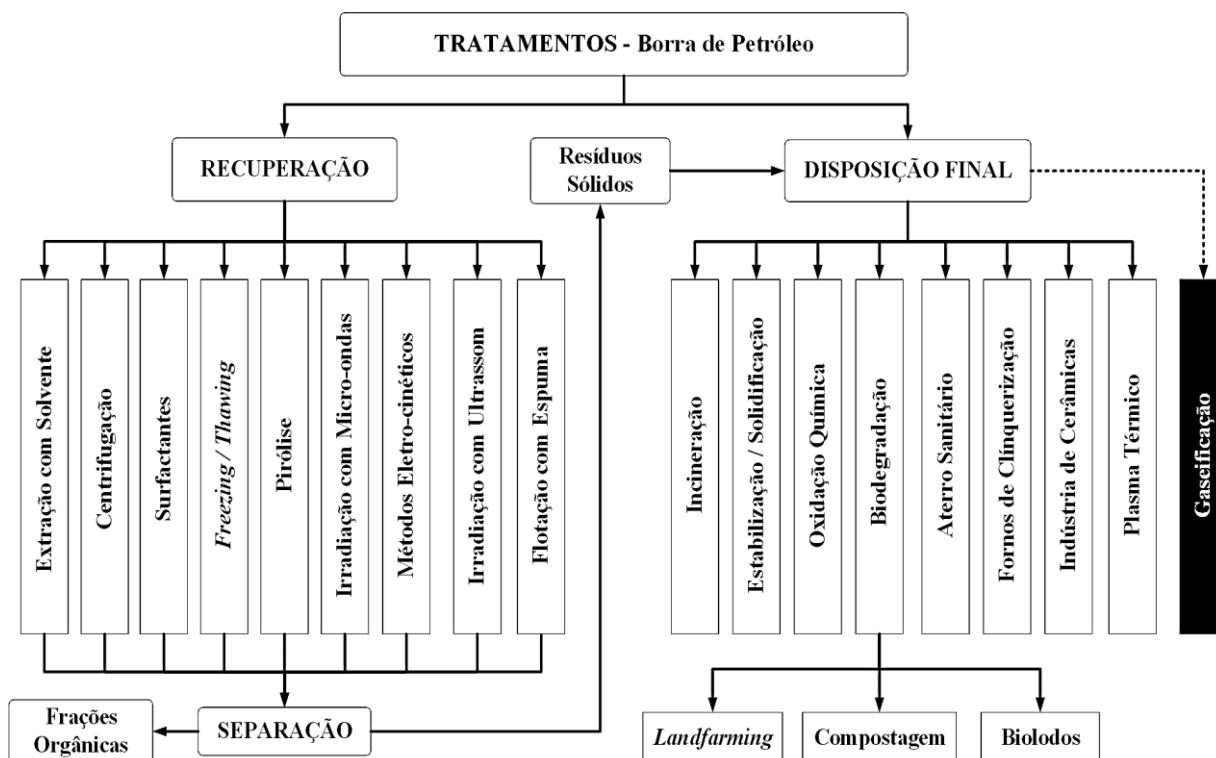 TRATAMENTOS - Borra de Petróleo
RECUPERAÇÃO
Resíduos
Sólidos
DISPOSIÇÃO FINAL
Extração com Solvente
Centrifugação
Surfactantes
Freezing / Thawing
Pirólise
Irradiação com Micro-ondas
Métodos Eletro-cinéticos
Irradiação com Ultrassom
Flotação com Espuma
Incineração
Estabilização / Solidificação
Oxidação Química
Biodegradação
Aterro Sanitário
Fornos de Clínquerização
Indústria de Cerâmicas
Plasma Térmico
Gaseificação
Frações
Orgânicas
SEPARAÇÃO
Landfarming
Compostagem
Biolodos